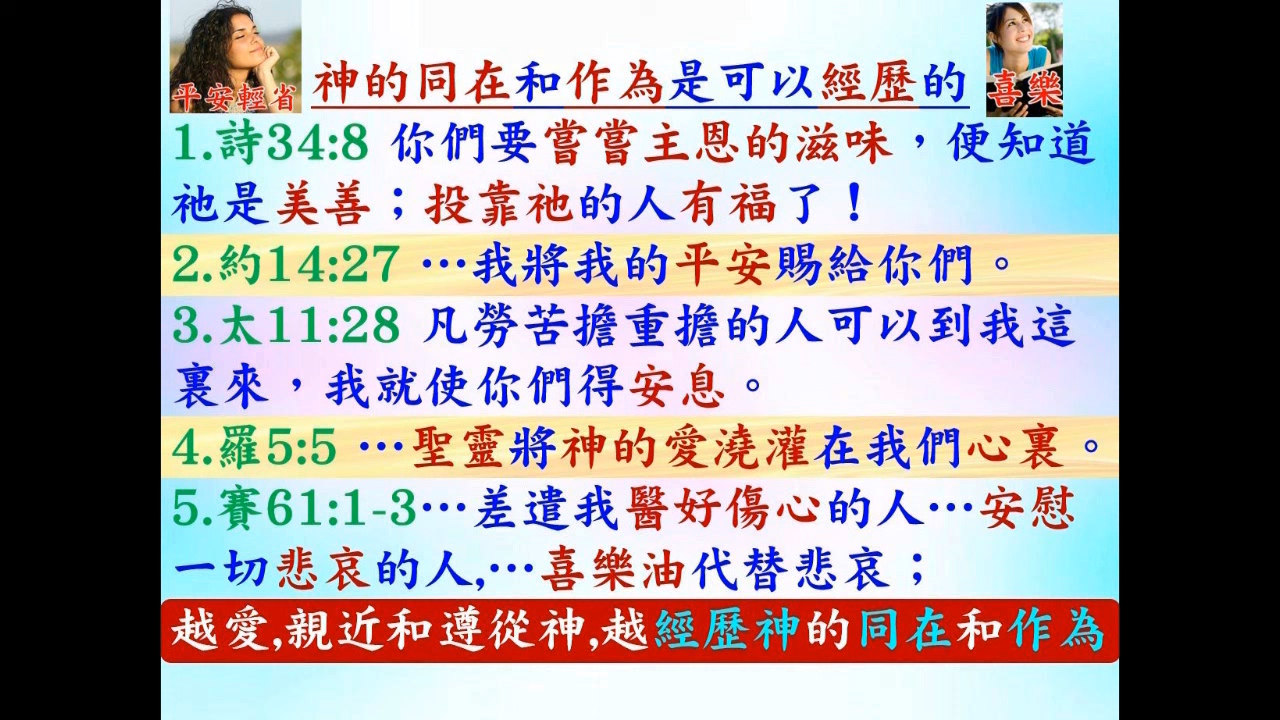 平安輕省
神的同在和作為是可以經歷的
喜樂
1.詩34:8 你們要嘗嘗主恩的滋味，便知道
祂是美善；投靠祂的人有福了！
2.約14:27 …我將我的平安賜給你們。
3.太11:28 凡勞苦擔重擔的人可以到我這
裏來，我就使你們得安息。
4.羅5:5 …聖靈將神的愛澆灌在我們心裏。
5.賽61:1-3…差遣我醫好傷心的人…安慰
一切悲哀的人,…喜樂油代替悲哀；
越愛,親近和遵從神,越經歷神的同在和作為